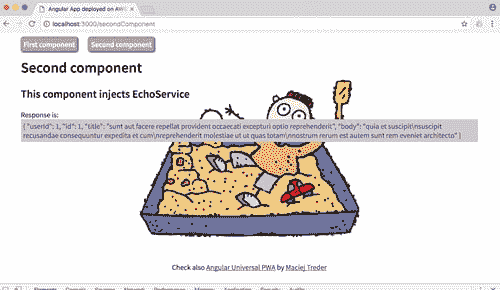 Angular App deployed on AW
localhost:3000/secondComponent
First component Second component
Second component
This component injects EchoService
Response is:
{ "userId": 1, "id": 1, "title": "sunt aut facere repellat provident occaecati excepturi optio reprehenderit", "body": "quia et suscipit\nsuscipit
recusandae consequuntur expedita et cum\nreprehenderit molestiae ut ut quas totam\nnostrum rerum est autem sunt rem eveniet architecto" }
Check also Angular Universal PWA by Maciej Treder
Elements